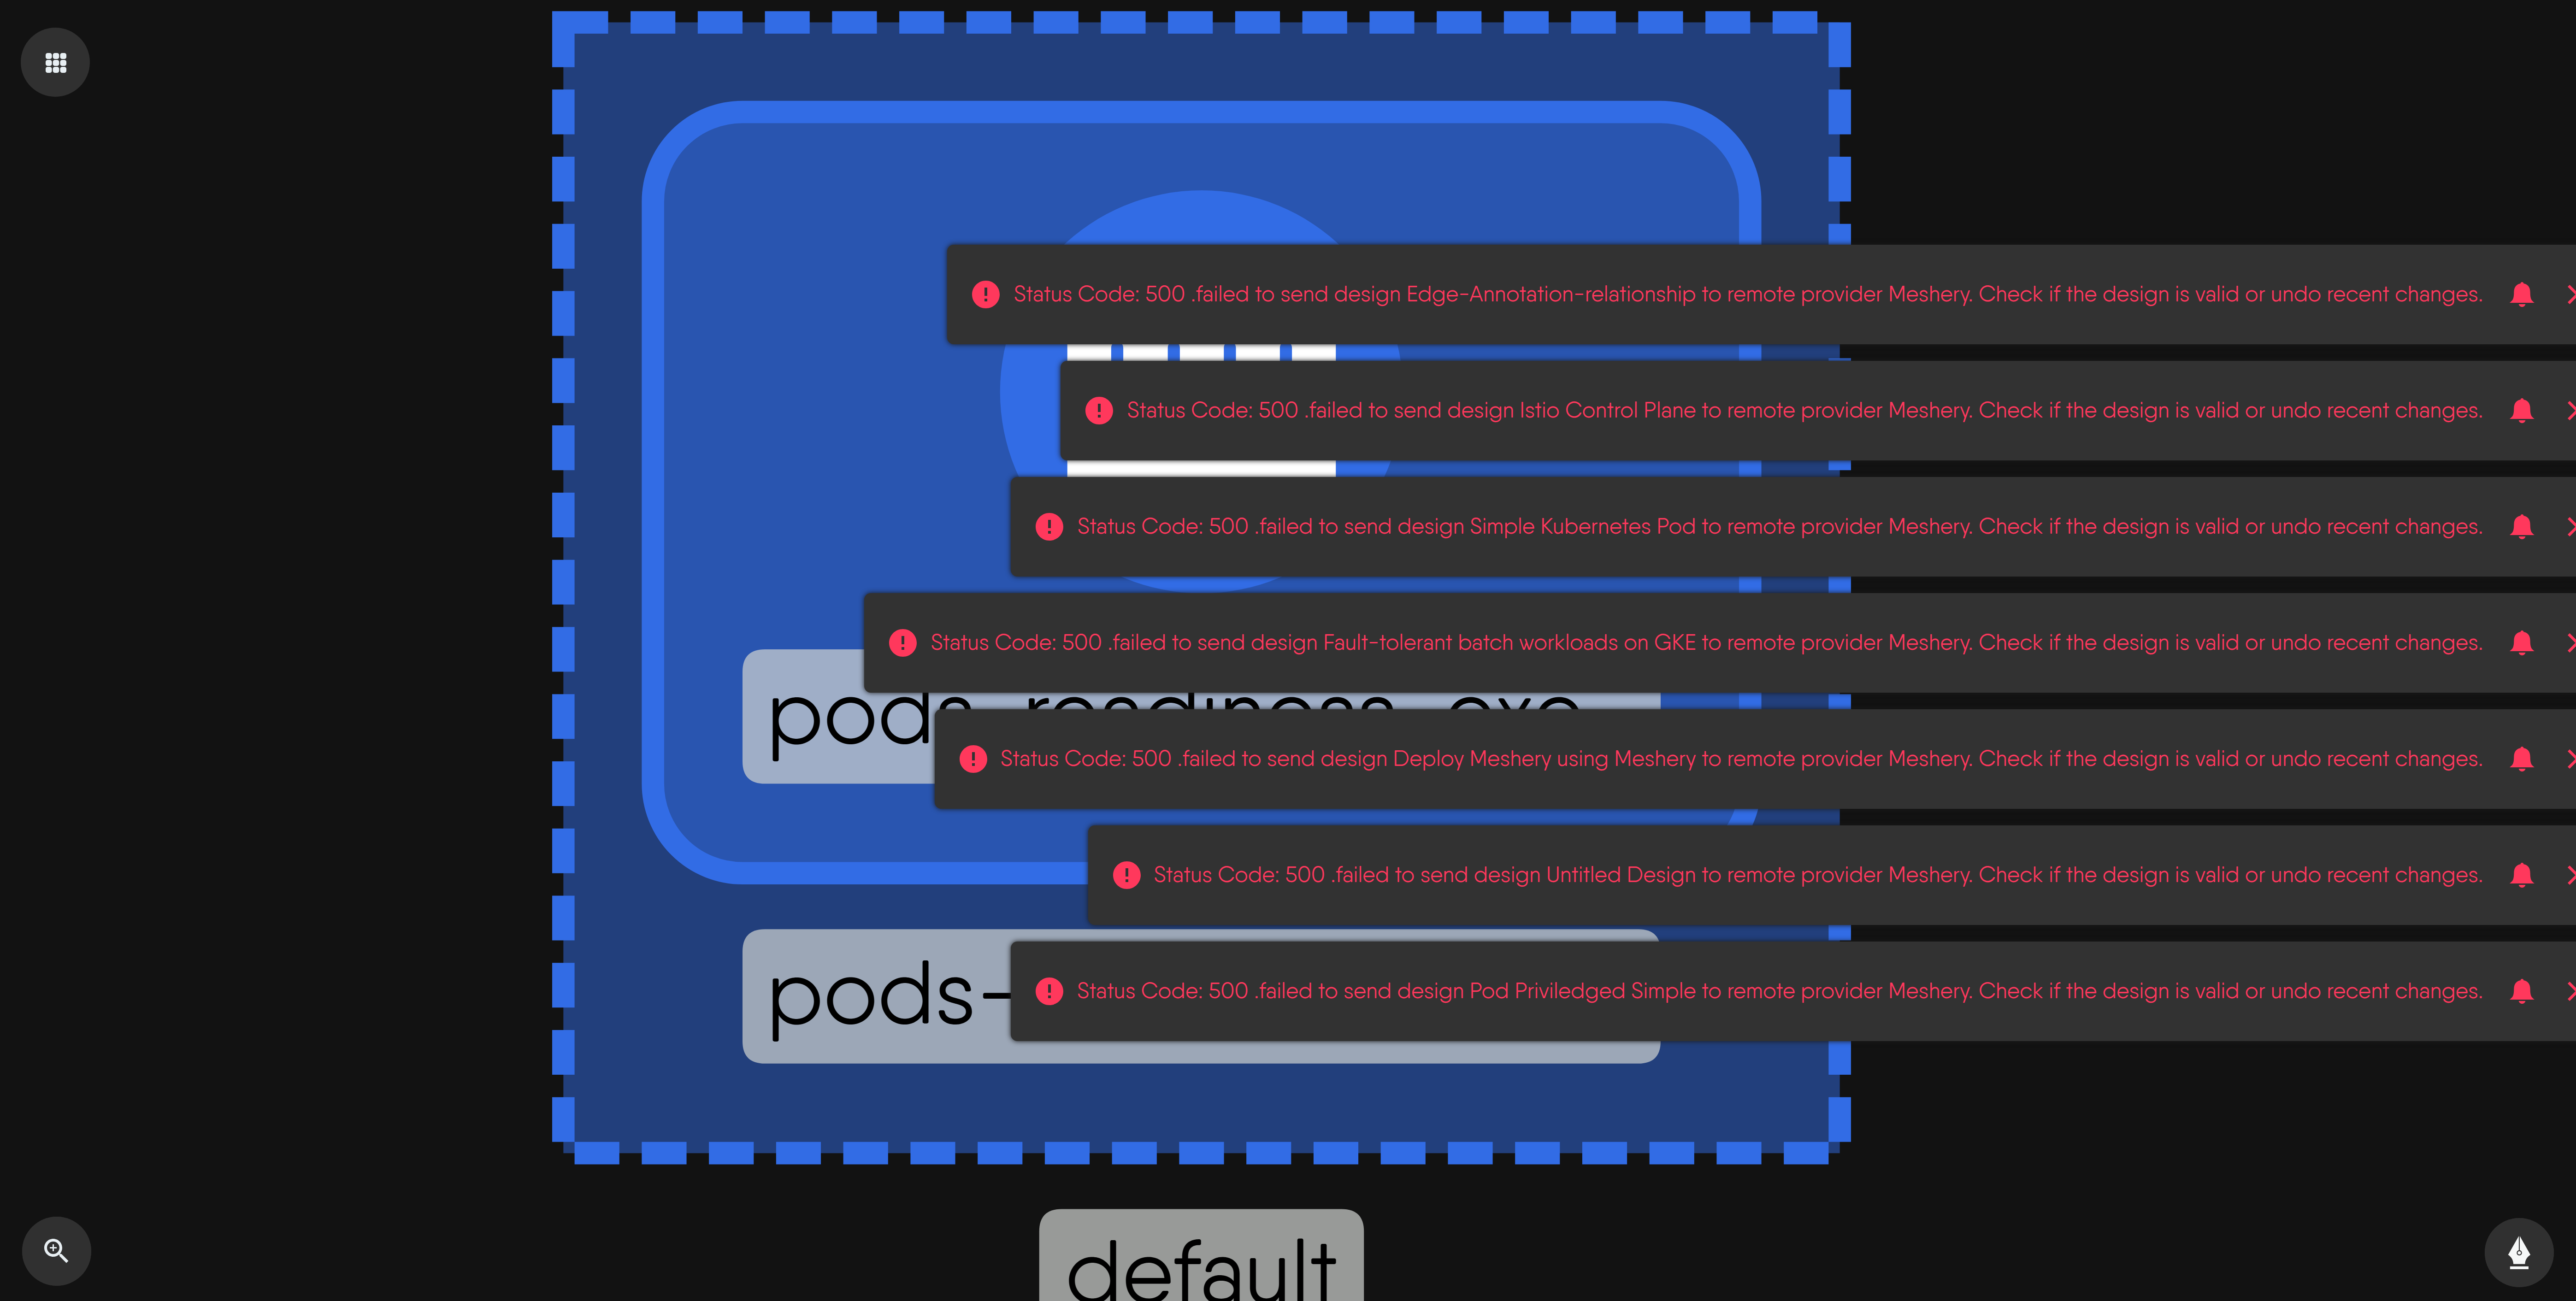 Status Code: 500 .failed to send design Edge-Annotation-relationship to remote provider Meshery. Check if the design is valid or undo recent changes.
Status Code: 500 .failed to send design Istio Control Plane to remote provider Meshery. Check if the design is valid or undo recent changes.
Status Code: 500 .failed to send design Simple Kubernetes Pod to remote provider Meshery. Check if the design is valid or undo recent changes.
Status Code: 500 .failed to send design Fault-tolerant batch workloads on GKE to remote provider Meshery. Check if the design is valid or undo recent changes.
pods-readiness-exe
Status Code: 500 .failed to send design Deploy Meshery using Meshery to remote provider Meshery. Check if the design is valid or undo recent changes.
Status Code: 500 .failed to send design Untitled Design to remote provider Meshery. Check if the design is valid or undo recent changes.
pods-
Status Code: 500 .failed to send design Pod Priviledged Simple to remote provider Meshery. Check if the design is valid or undo recent changes.
default